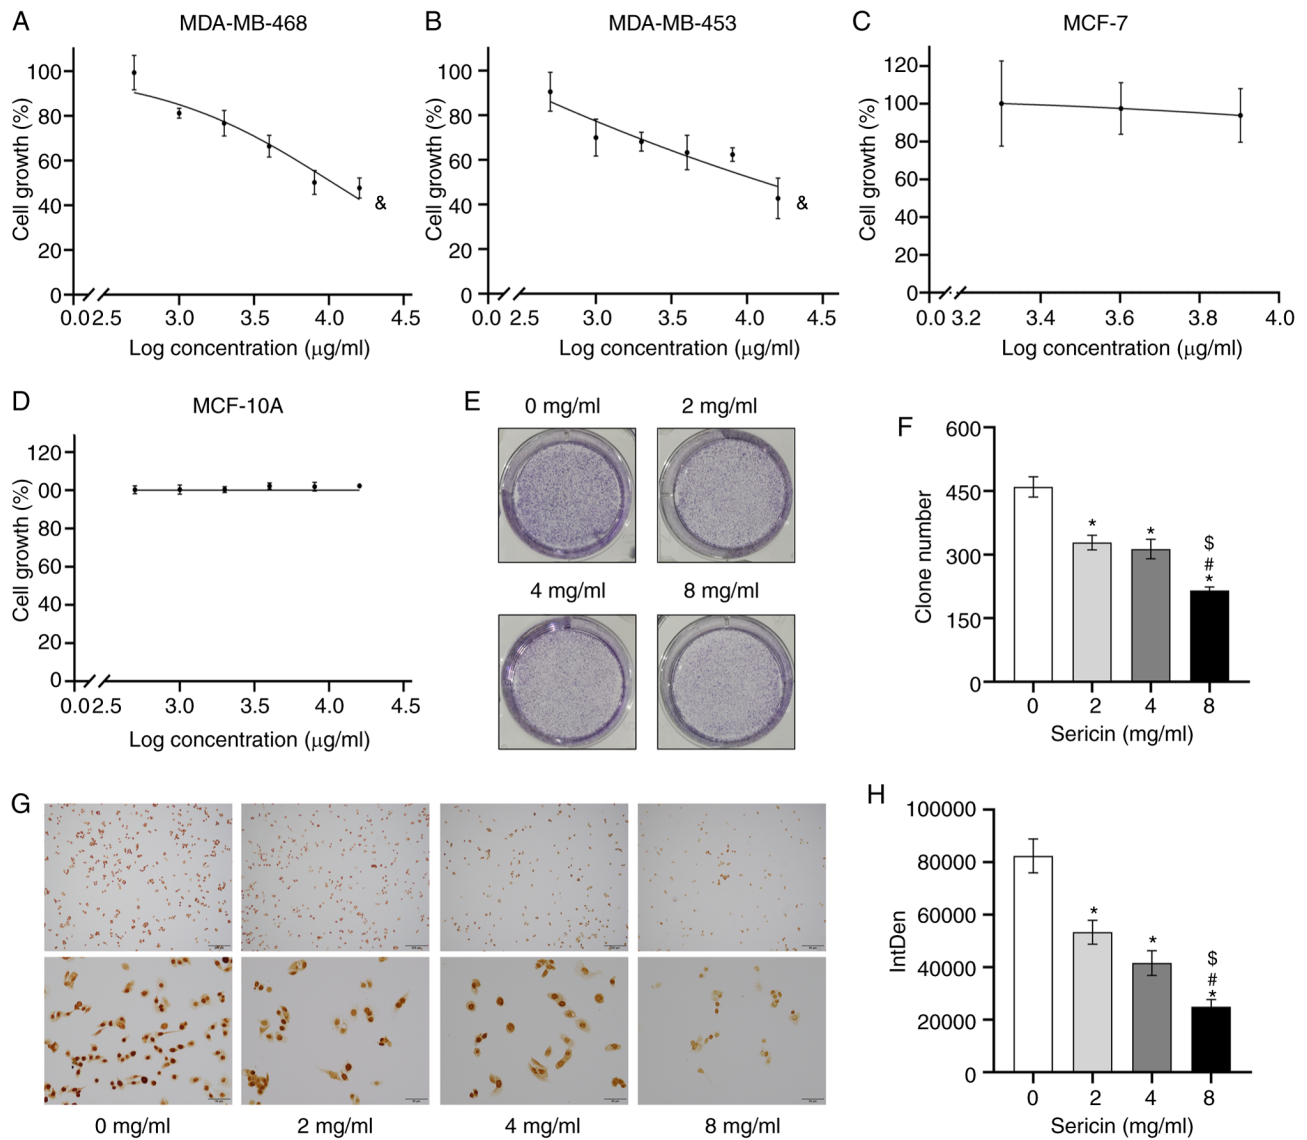 A
MDA-MB-468
Cell growth (%)
100
80
60
40
20
0
&
0.0 2.5 3.0 3.5 4.0 4.5
Log concentration (μg/ml)
B
MDA-MB-453
Cell growth (%)
100
80
60
40
20
0
&
0.0 2.5 3.0 3.5 4.0 4.5
Log concentration (μg/ml)
C
MCF-7
Cell growth (%)
120
100
80
60
40
20
0
0.0 3.2 3.4 3.6 3.8 4.0
Log concentration (μg/ml)
D
MCF-10A
Cell growth (%)
120
00
80
60
40
20
0
0.0 2.5 3.0 3.5 4.0 4.5
Log concentration (μg/ml)
E
0 mg/ml 2 mg/ml
4 mg/ml 8 mg/ml
F
Clone number
600
450
300
150
0
*
*
$
#
*
0 2 4 8
Sericin (mg/ml)
G
0 mg/ml 2 mg/ml 4 mg/ml 8 mg/ml
H
IntDen
100000
80000
60000
40000
20000
0
*
*
$
#
*
0 2 4 8
Sericin (mg/ml)